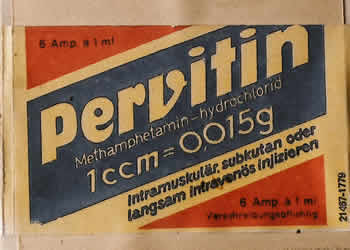 6 Amp. à 1 ml
Pervitin
Methamphetamin-hydrochlorid
1ccm = 0,015g
Intramuskulär, subkutan oder
langsam intravenös injizieren
6 Amp. à 1 ml
Verschreibungspflichtig
21487-1779